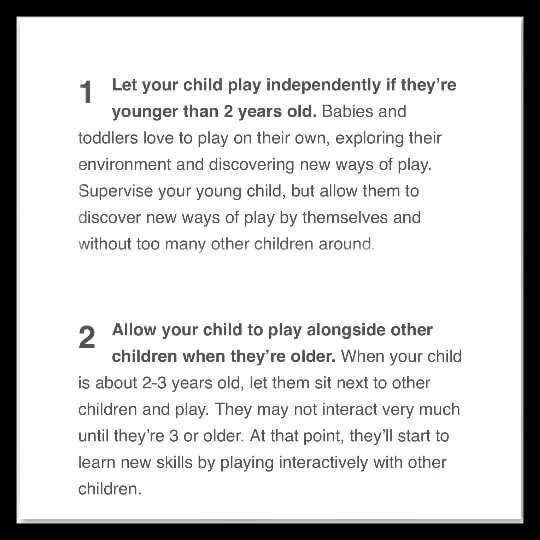 1 Let your child play independently if they're
younger than 2 years old. Babies and
toddlers love to play on their own, exploring their
environment and discovering new ways of play.
Supervise your young child, but allow them to
discover new ways of play by themselves and
without too many other children around.
2 Allow your child to play alongside other
children when they're older. When your child
is about 2-3 years old, let them sit next to other
children and play. They may not interact very much
until they're 3 or older. At that point, they'll start to
learn new skills by playing interactively with other
children.